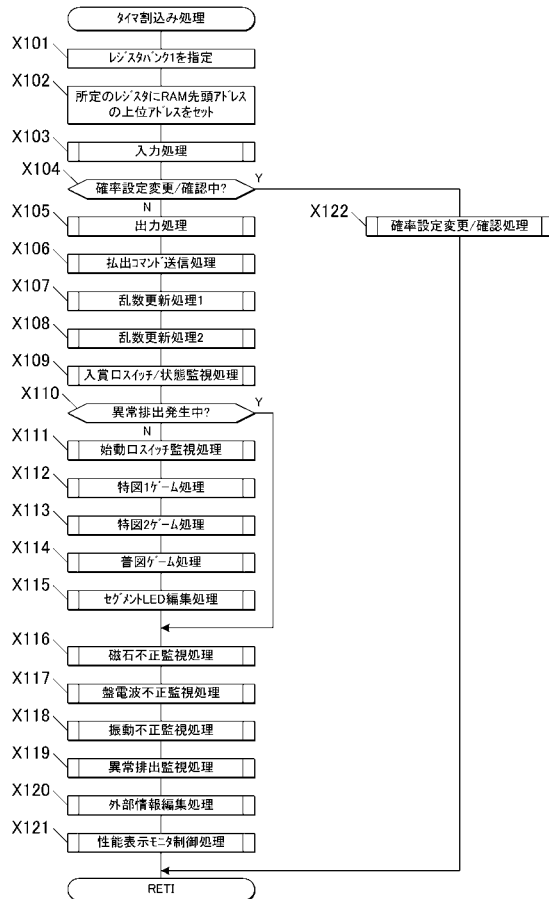 タイマ割込み処理
X101
レジスタバンク1を指定
X102
所定のレジスタにRAM先頭アドレス
の上位アドレスをセット
X103
入力処理
X104
確率設定変更/確認中?
Y
N
X105
出力処理
X122
確率設定変更/確認処理
X106
払出コマンド送信処理
X107
乱数更新処理1
X108
乱数更新処理2
X109
入賞口スイッチ/状態監視処理
X110
異常排出発生中?
Y
N
X111
始動口スイッチ監視処理
X112
特図1ゲーム処理
X113
特図2ゲーム処理
X114
普図ゲーム処理
X115
セグメントLED編集処理
X116
磁石不正監視処理
X117
盤電波不正監視処理
X118
振動不正監視処理
X119
異常排出監視処理
X120
外部情報編集処理
X121
性能表示モニタ制御処理
RETI